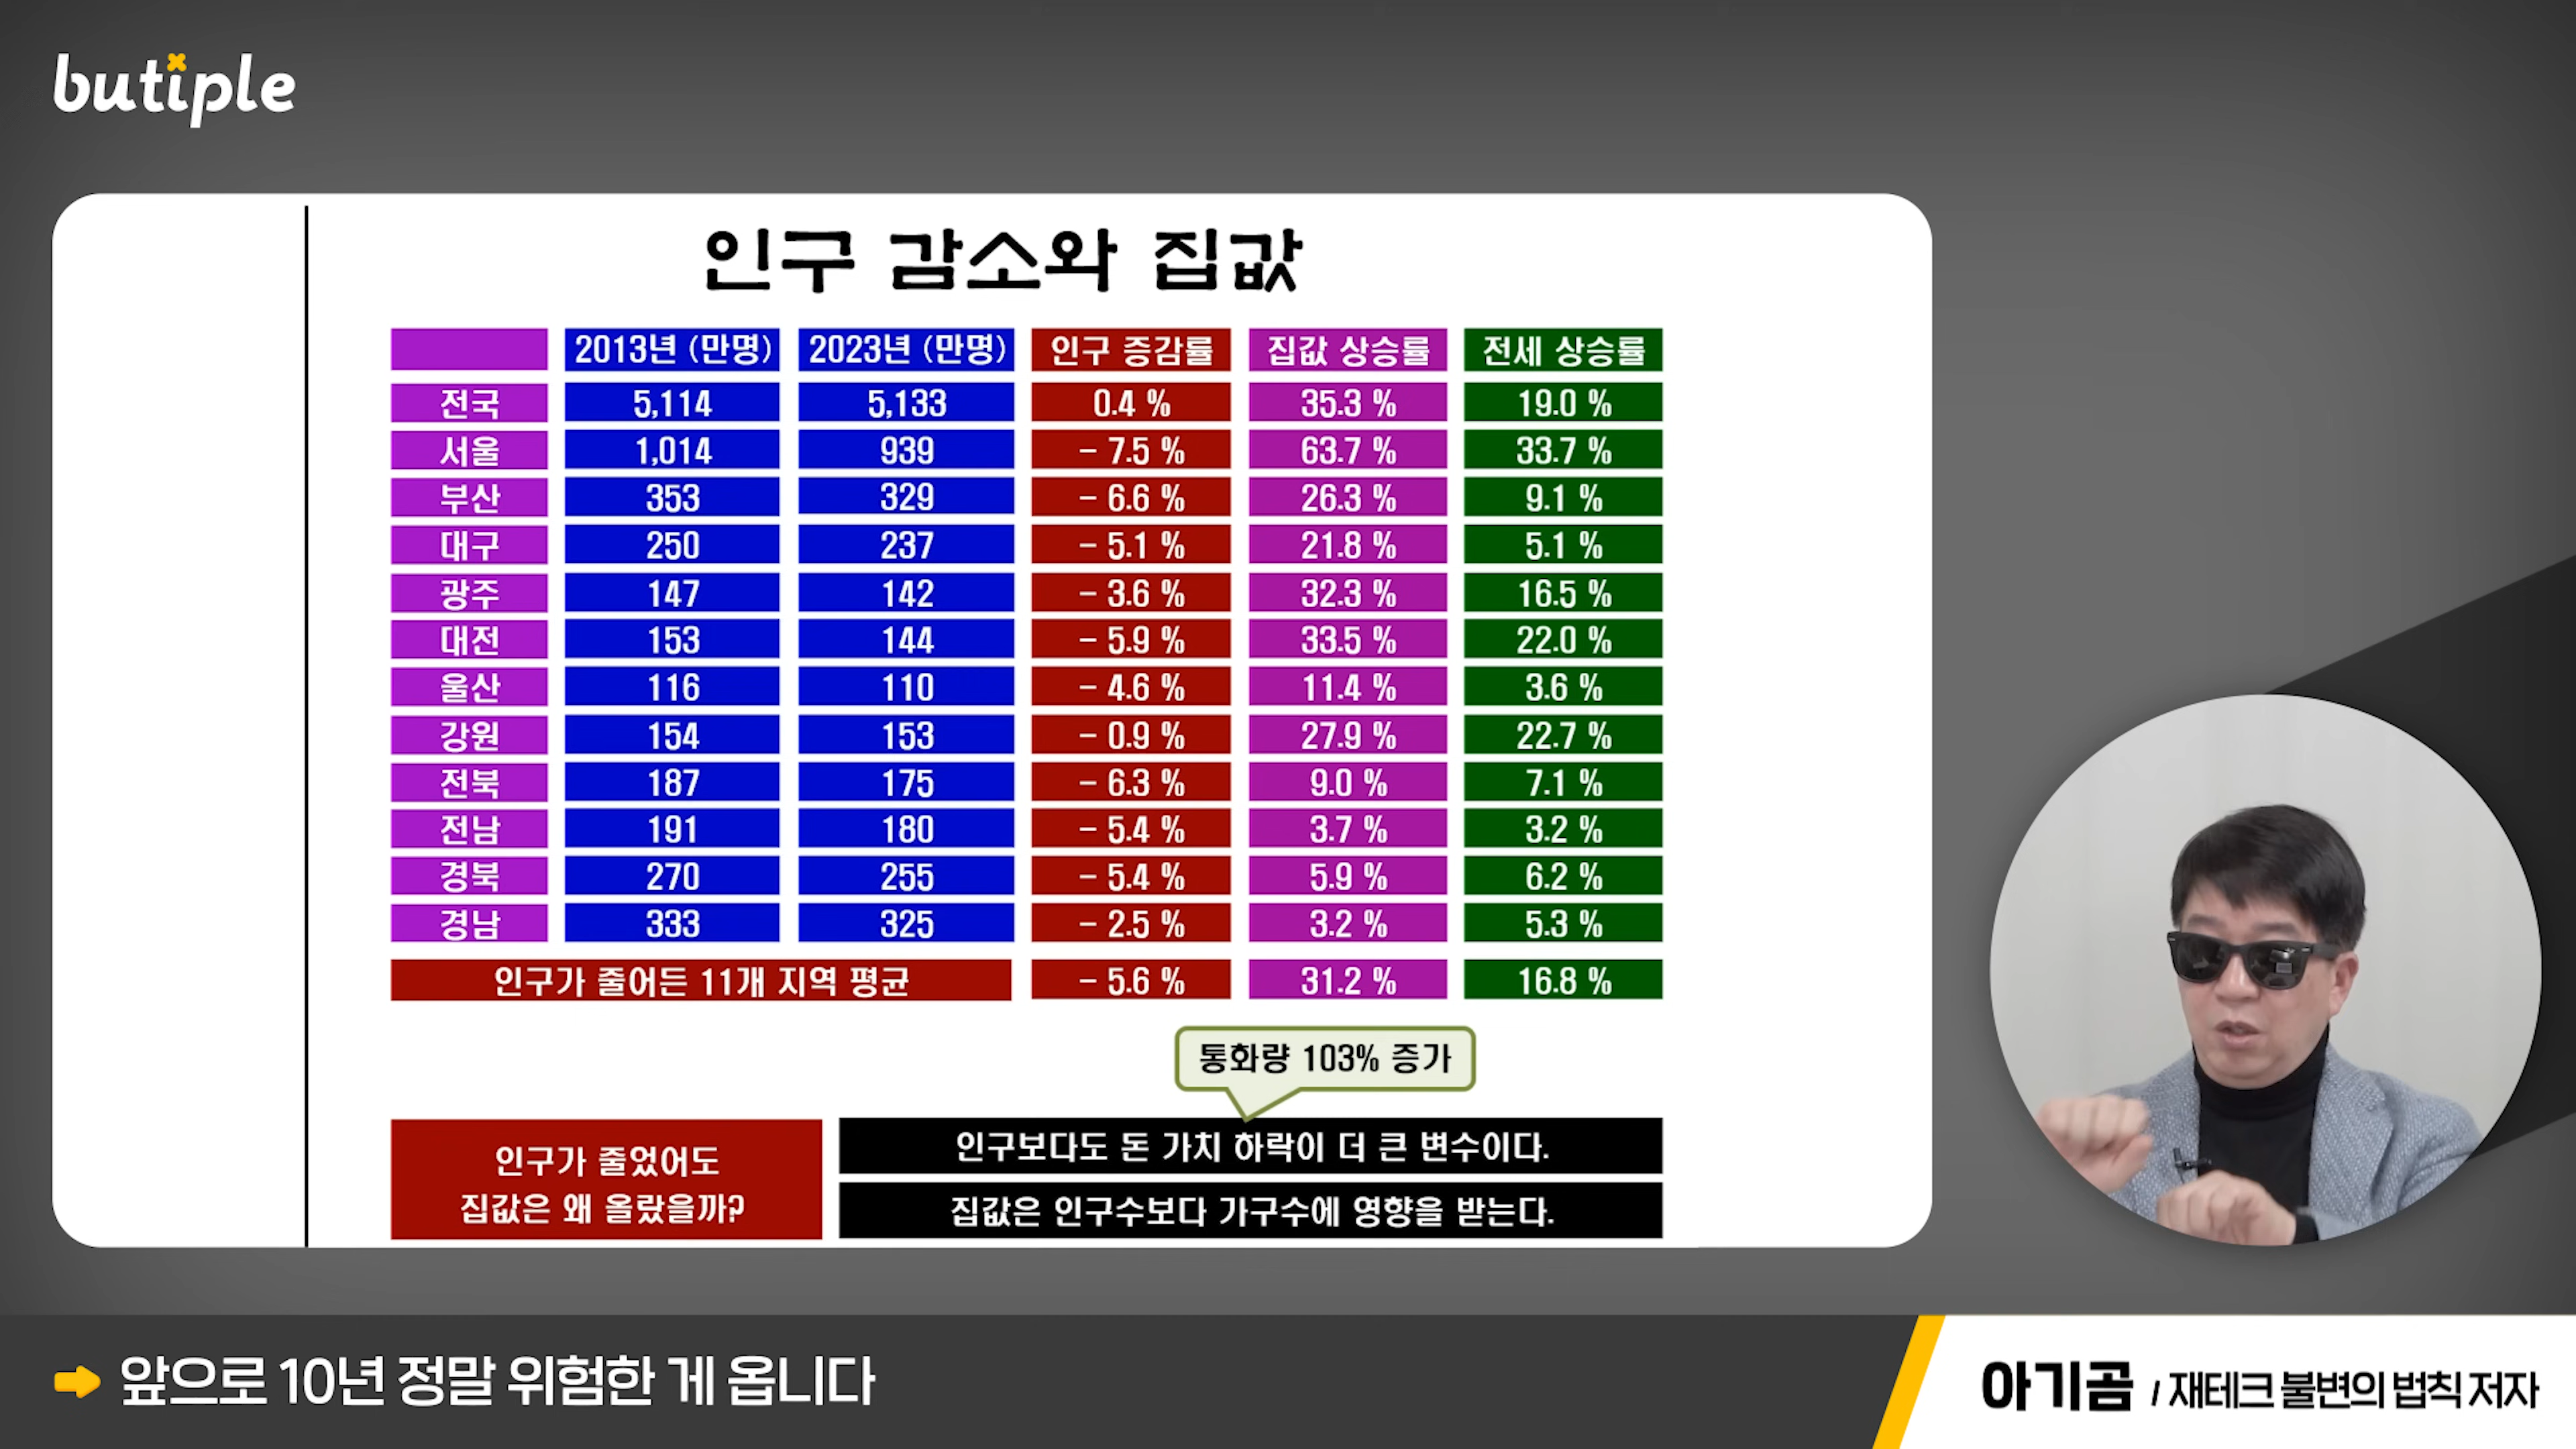 butiple
인구 감소와 집값
2013년 (만명) 2023년 (만명) 인구 증감률 집값 상승률 전세 상승률
전국 5,114 5,133 0.4 % 35.3 % 19.0 %
서울 1,014 939 - 7.5 % 63.7 % 33.7 %
부산 353 329 - 6.6 % 26.3 % 9.1 %
대구 250 237 - 5.1 % 21.8 % 5.1 %
광주 147 142 - 3.6 % 32.3 % 16.5 %
대전 153 144 - 5.9 % 33.5 % 22.0 %
울산 116 110 - 4.6 % 11.4 % 3.6 %
강원 154 153 - 0.9 % 27.9 % 22.7 %
전북 187 175 - 6.3 % 9.0 % 7.1 %
전남 191 180 - 5.4 % 3.7 % 3.2 %
경북 270 255 - 5.4 % 5.9 % 6.2 %
경남 333 325 - 2.5 % 3.2 % 5.3 %
인구가 줄어든 11개 지역 평균 - 5.6 % 31.2 % 16.8 %
통화량 103% 증가
인구가 줄었어도
집값은 왜 올랐을까?
인구보다도 돈 가치 하락이 더 큰 변수이다.
집값은 인구수보다 가구수에 영향을 받는다.
앞으로 10년 정말 위험한 게 옵니다
아기곰 / 재테크 불변의 법칙 저자